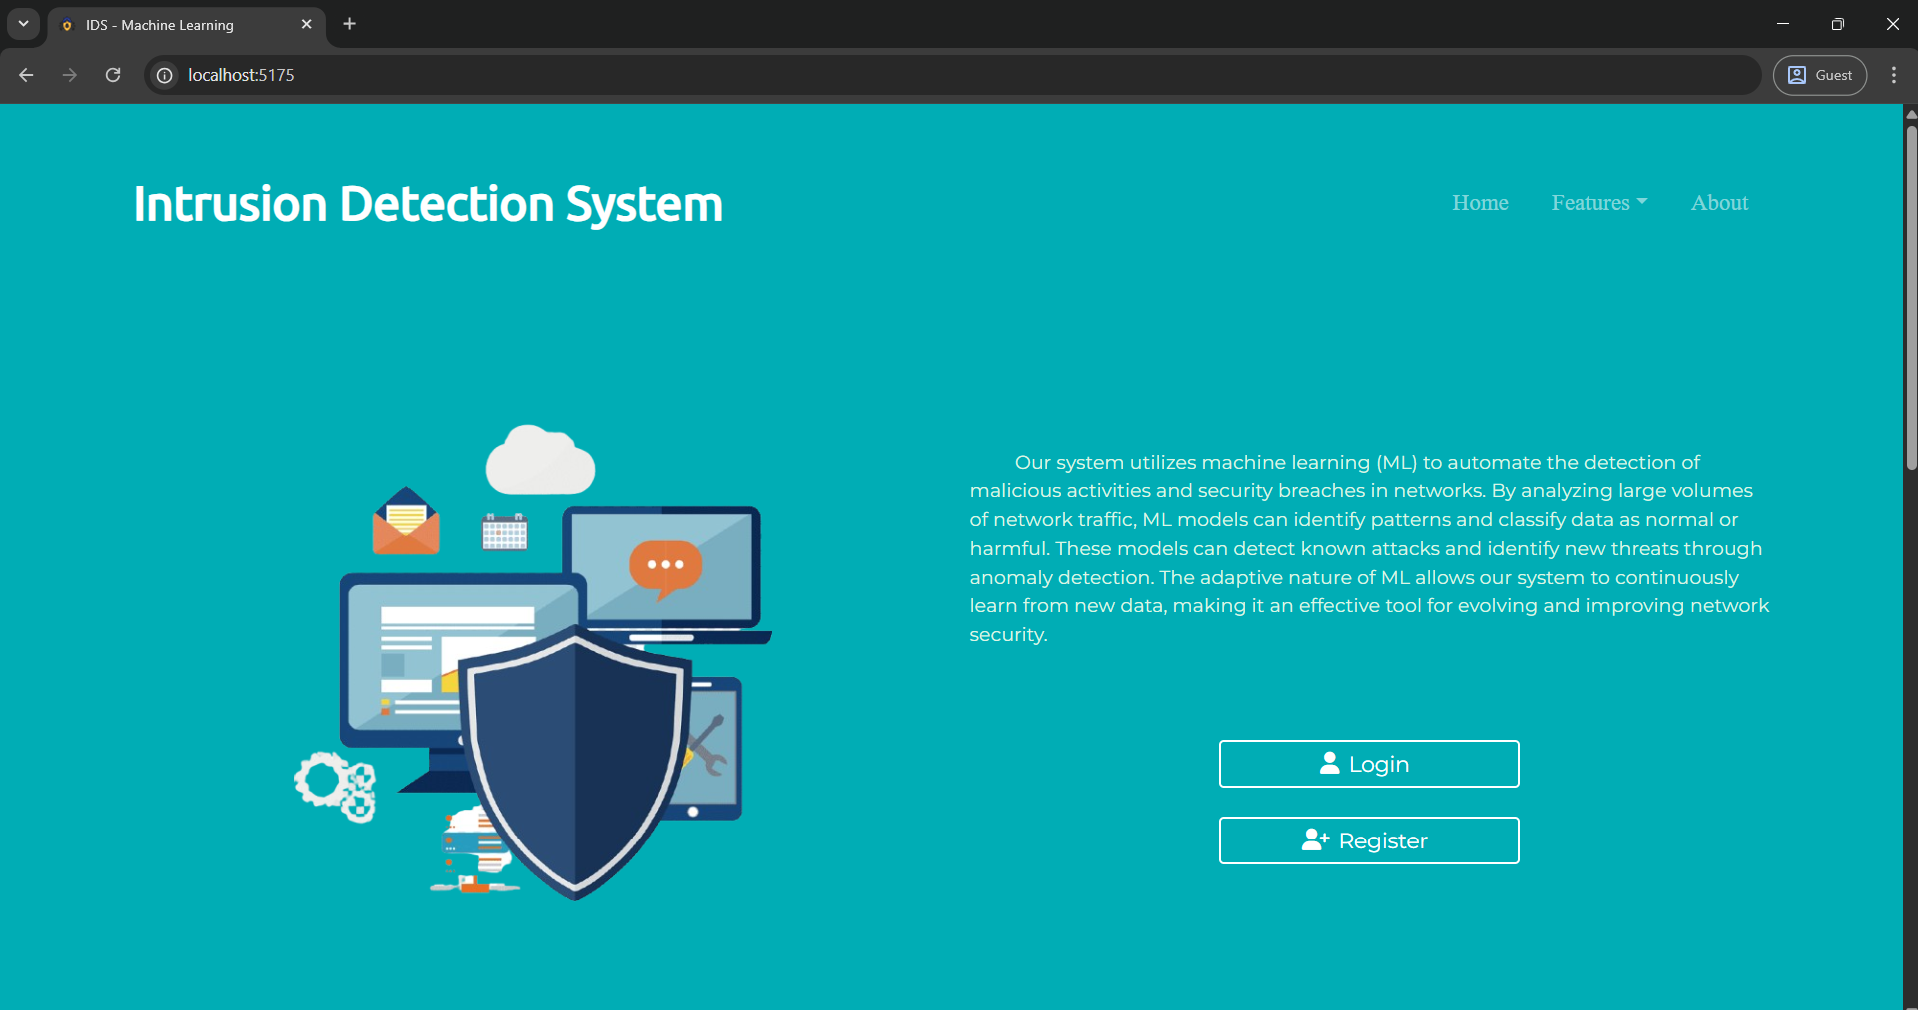 IDS - Machine Learning
localhost:5175
Guest
Intrusion Detection System
Home Features About
Our system utilizes machine learning (ML) to automate the detection of
malicious activities and security breaches in networks. By analyzing large volumes
of network traffic, ML models can identify patterns and classify data as normal or
harmful. These models can detect known attacks and identify new threats through
anomaly detection. The adaptive nature of ML allows our system to continuously
learn from new data, making it an effective tool for evolving and improving network
security.
Login
Register